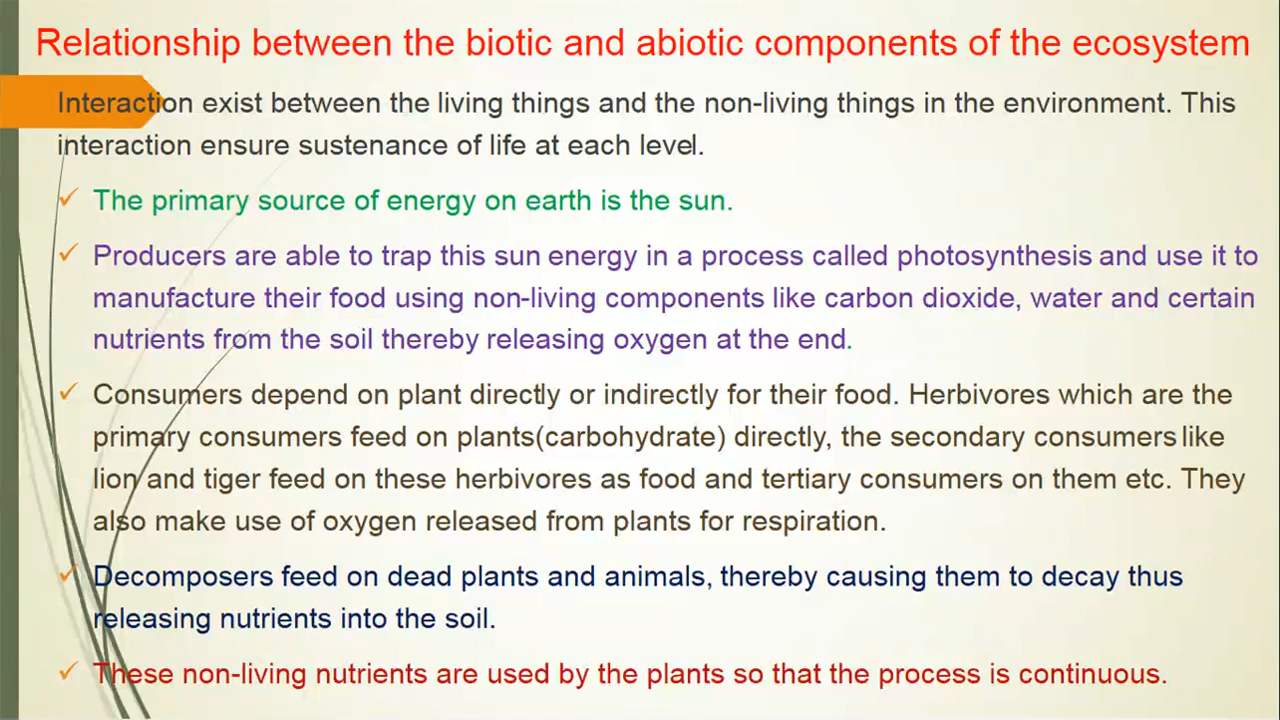 Relationship between the biotic and abiotic components of the ecosystem
Interaction exist between the living things and the non-living things in the environment. This
interaction ensure sustenance of life at each level.
✓ The primary source of energy on earth is the sun.
✓ Producers are able to trap this sun energy in a process called photosynthesis and use it to
manufacture their food using non-living components like carbon dioxide, water and certain
nutrients from the soil thereby releasing oxygen at the end.
✓ Consumers depend on plant directly or indirectly for their food. Herbivores which are the
primary consumers feed on plants(carbohydrate) directly, the secondary consumers like
lion and tiger feed on these herbivores as food and tertiary consumers on them etc. They
also make use of oxygen released from plants for respiration.
✓ Decomposers feed on dead plants and animals, thereby causing them to decay thus
releasing nutrients into the soil.
✓ These non-living nutrients are used by the plants so that the process is continuous.